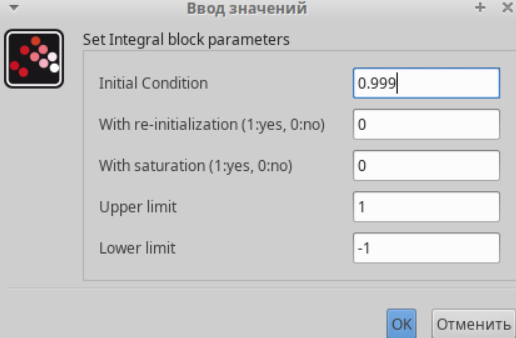 Ввод значений
Set Integral block parameters
Initial Condition 0.999
With re-initialization (1:yes, 0:no) 0
With saturation (1:yes, 0:no) 0
Upper limit 1
Lower limit -1
OK Отменить